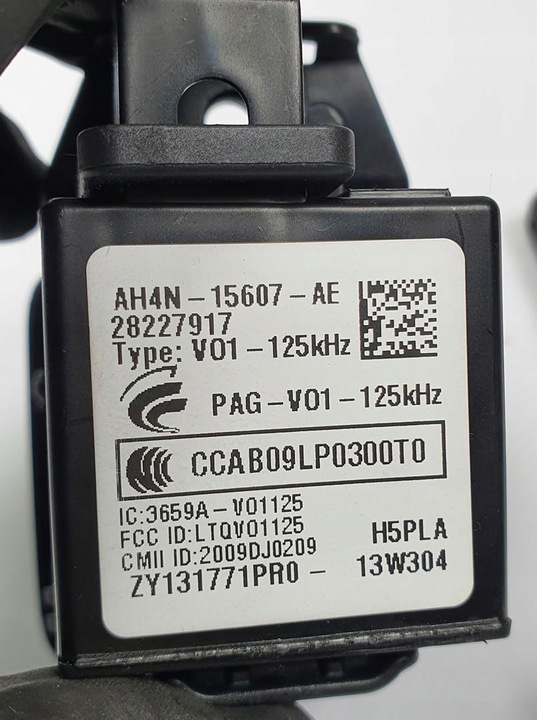 AH4N-15607-AE
28227917
Type: V01-125kHz
PAG-V01-125kHz
CCAB09LP0300T0
IC:3659A-V01125
FCC ID:LTQV01125
CMII ID:2009DJ0209
H5PLA
ZY131771PR0- 13W304